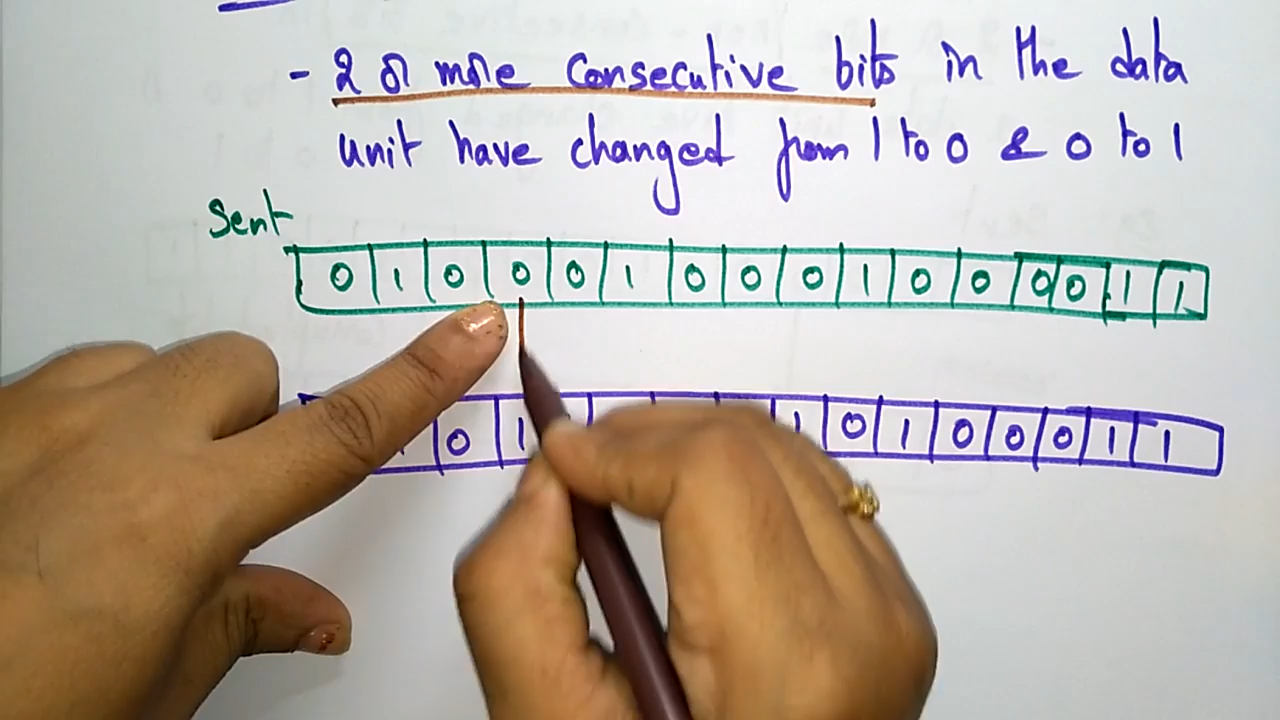 - 2 or more consecutive bits in the data
unit have changed from 1 to 0 & 0 to 1
Sent
0 1 0 0 0 1 0 0 0 1 0 0 0 0 1 1
0 1 1 0 1 0 0 0 1 1